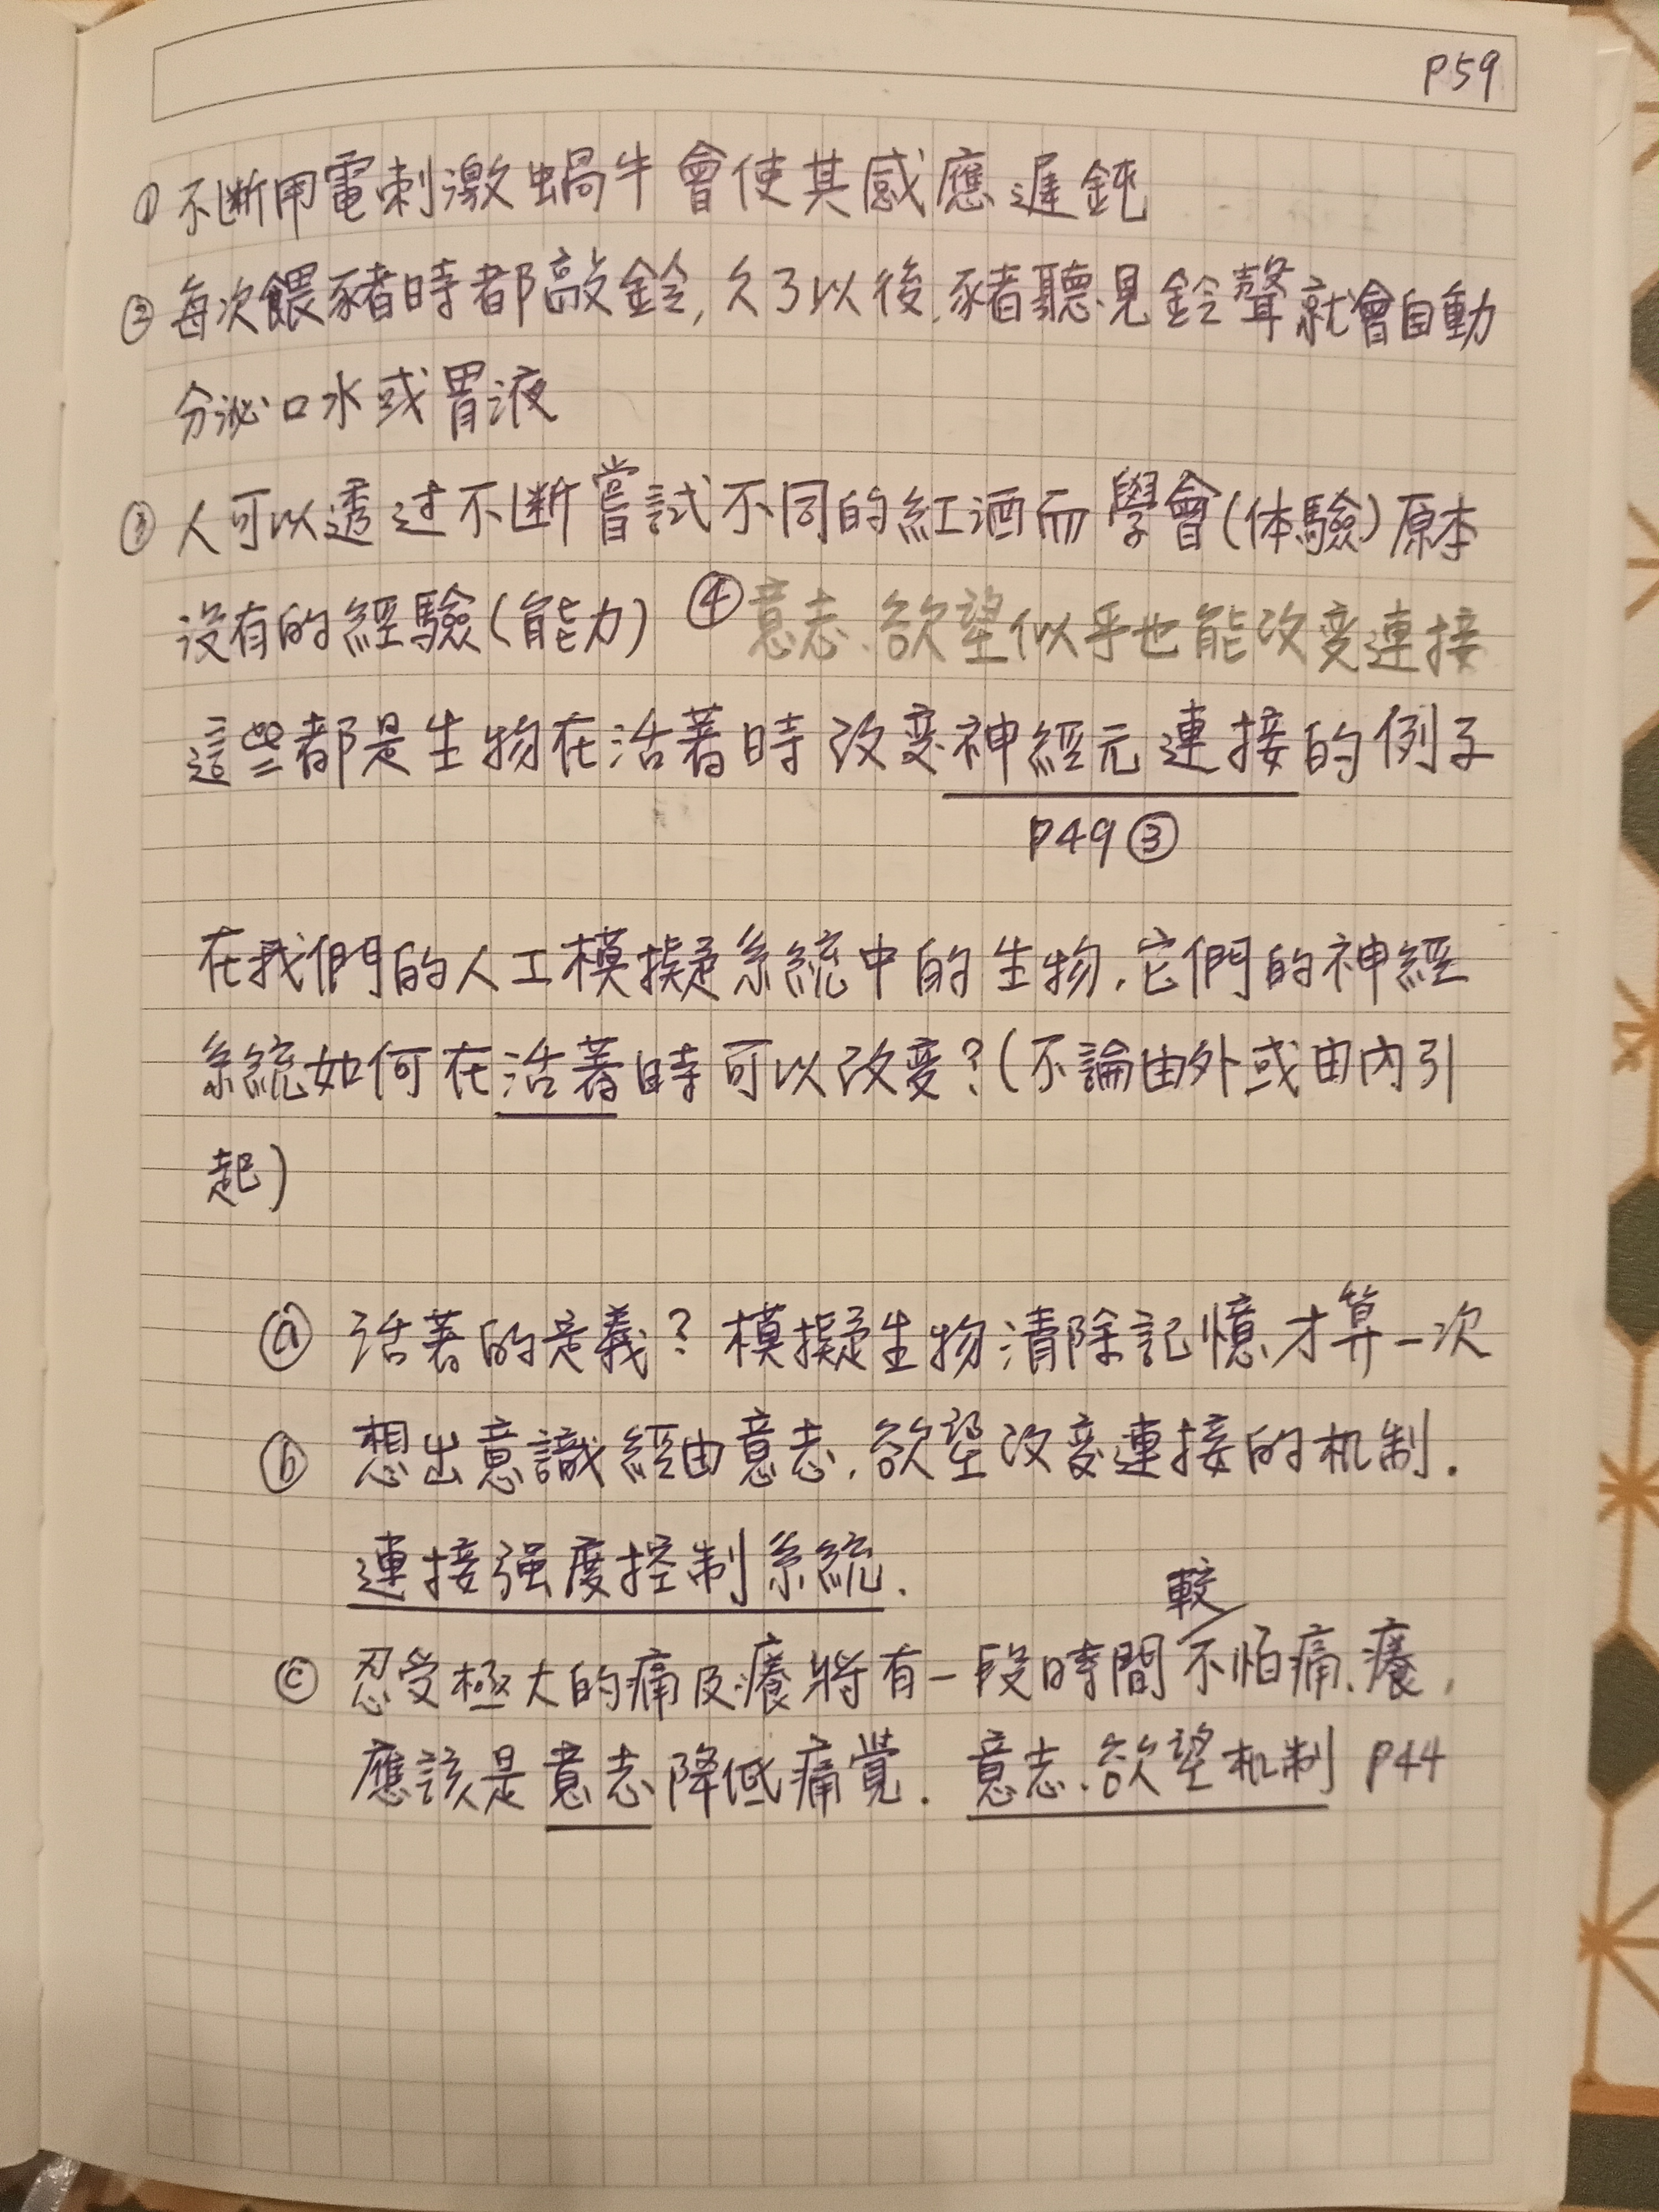 P59
① 不斷用電刺激蝸牛會使其感應遲鈍
② 每次餵豬時都敲鈴,久了以後,豬聽見鈴聲就會自動
分泌口水或胃液
③ 人可以透过不断嘗試不同的紅酒而學會(体驗)原本
沒有的經驗(能力) ④意志、欲望似乎也能改变連接
這些都是生物在活著時改变神經元連接的例子
P49③
在我們的人工模擬系統中的生物,它們的神經
系統如何在活著時可以改变?(不論由外或由內引
起)
ⓐ 活著的定義?模擬生物清除記憶才算一次
ⓑ 想出意識經由意志、欲望改变連接的机制.
連接强度控制系統.
較
ⓒ 忍受極大的痛及癢將有一段時間不怕痛、癢,
應該是意志降低痛覺. 意志、欲望机制 P44